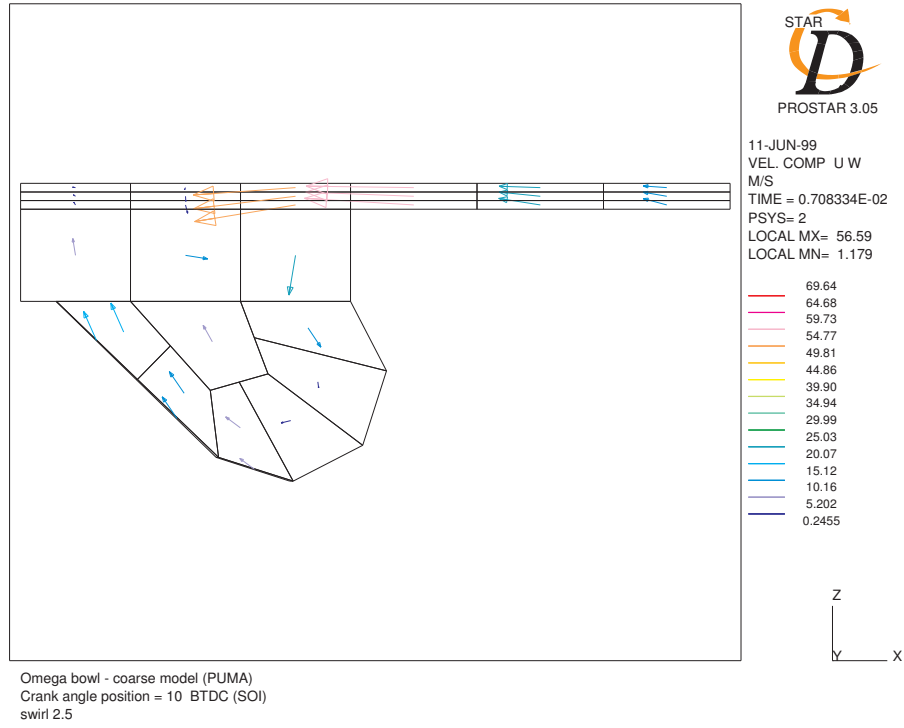 STAR
D
PROSTAR 3.05
11-JUN-99
VEL. COMP U W
M/S
TIME = 0.708334E-02
PSYS= 2
LOCAL MX= 56.59
LOCAL MN= 1.179
69.64
64.68
59.73
54.77
49.81
44.86
39.90
34.94
29.99
25.03
20.07
15.12
10.16
5.202
0.2455
Z
Y
X
Omega bowl - coarse model (PUMA)
Crank angle position = 10 BTDC (SOI)
swirl 2.5